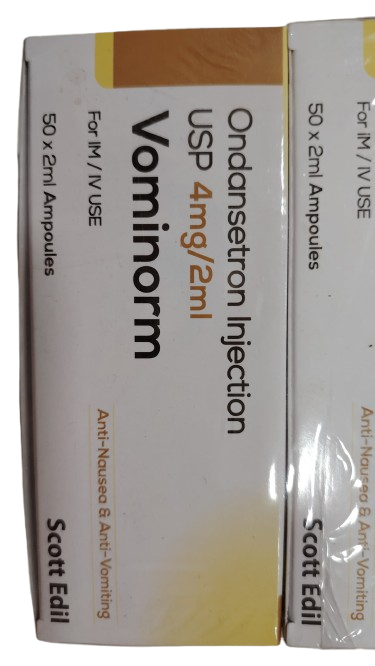 Ondansetron Injection
USP 4mg/2ml
Vominorm
For IM / IV USE
Anti-Nausea & Anti-Vomiting
50 x 2ml Ampoules
Scott Edil
For IM / IV USE
Anti-Nausea & Anti-Vomiting
50 x 2ml Ampoules
Scott Edil